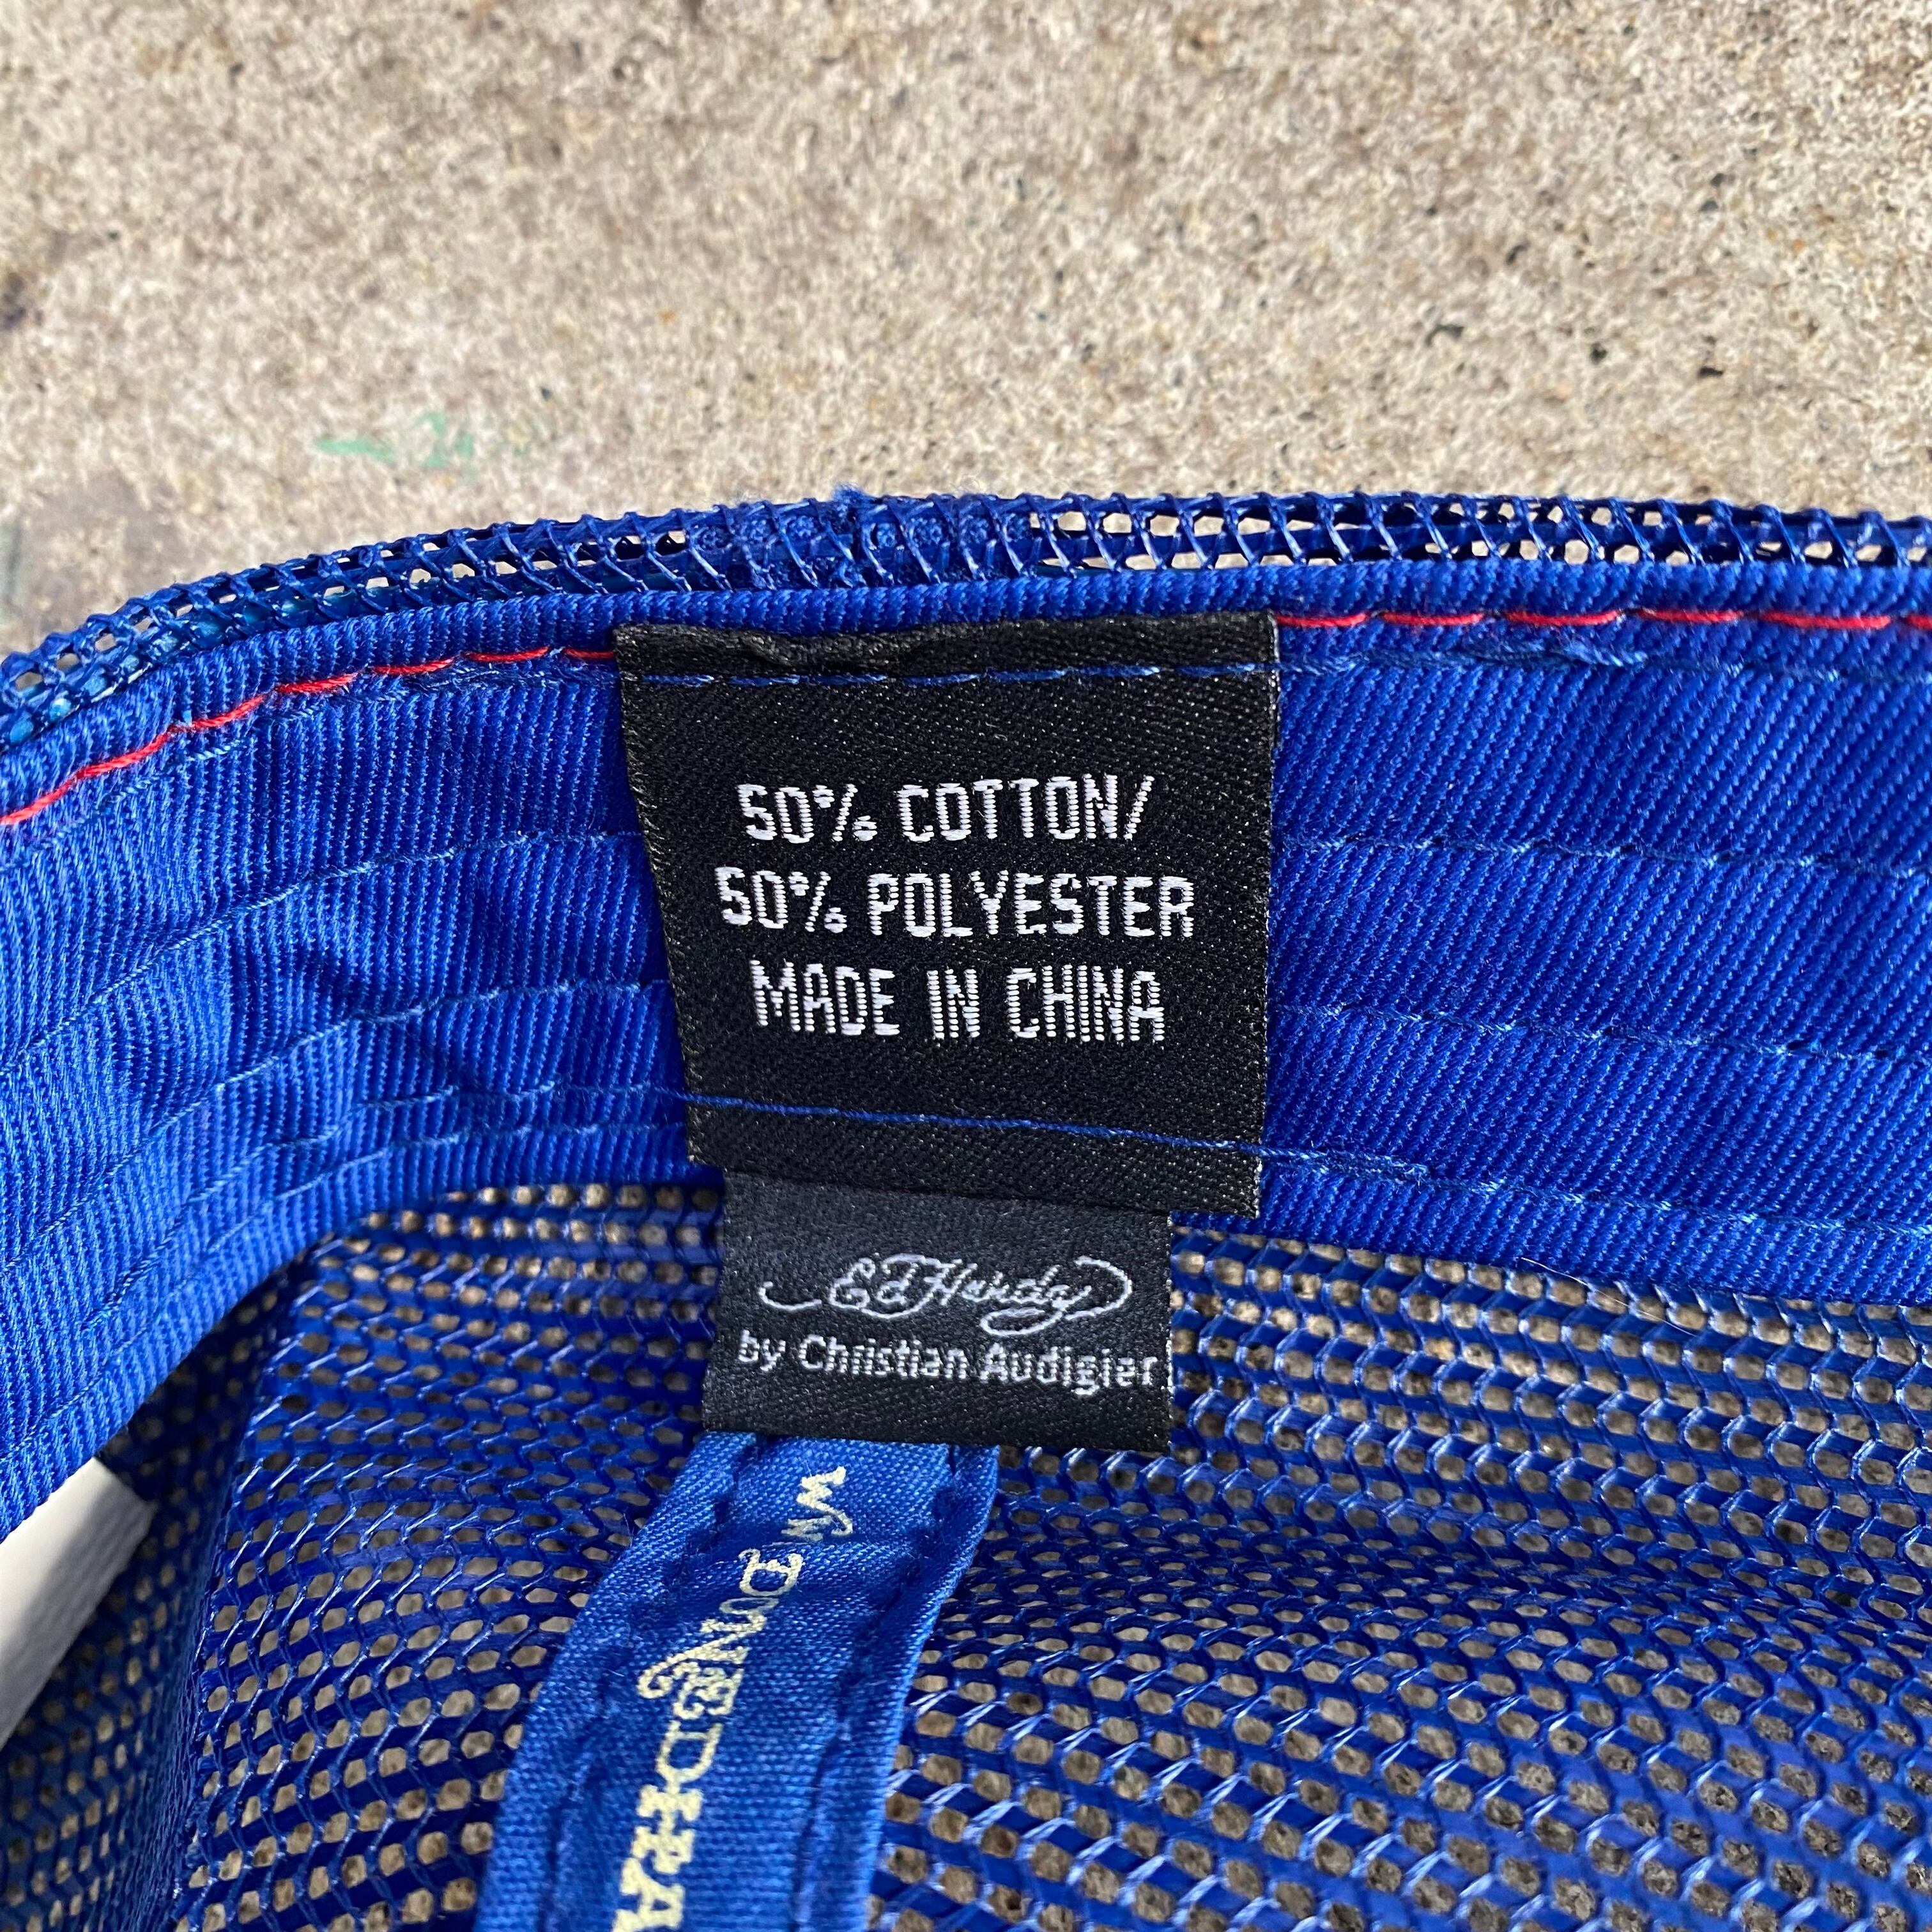 50% COTTON/
50% POLYESTER
MADE IN CHINA
Ed Hardy
by Christian Audigier